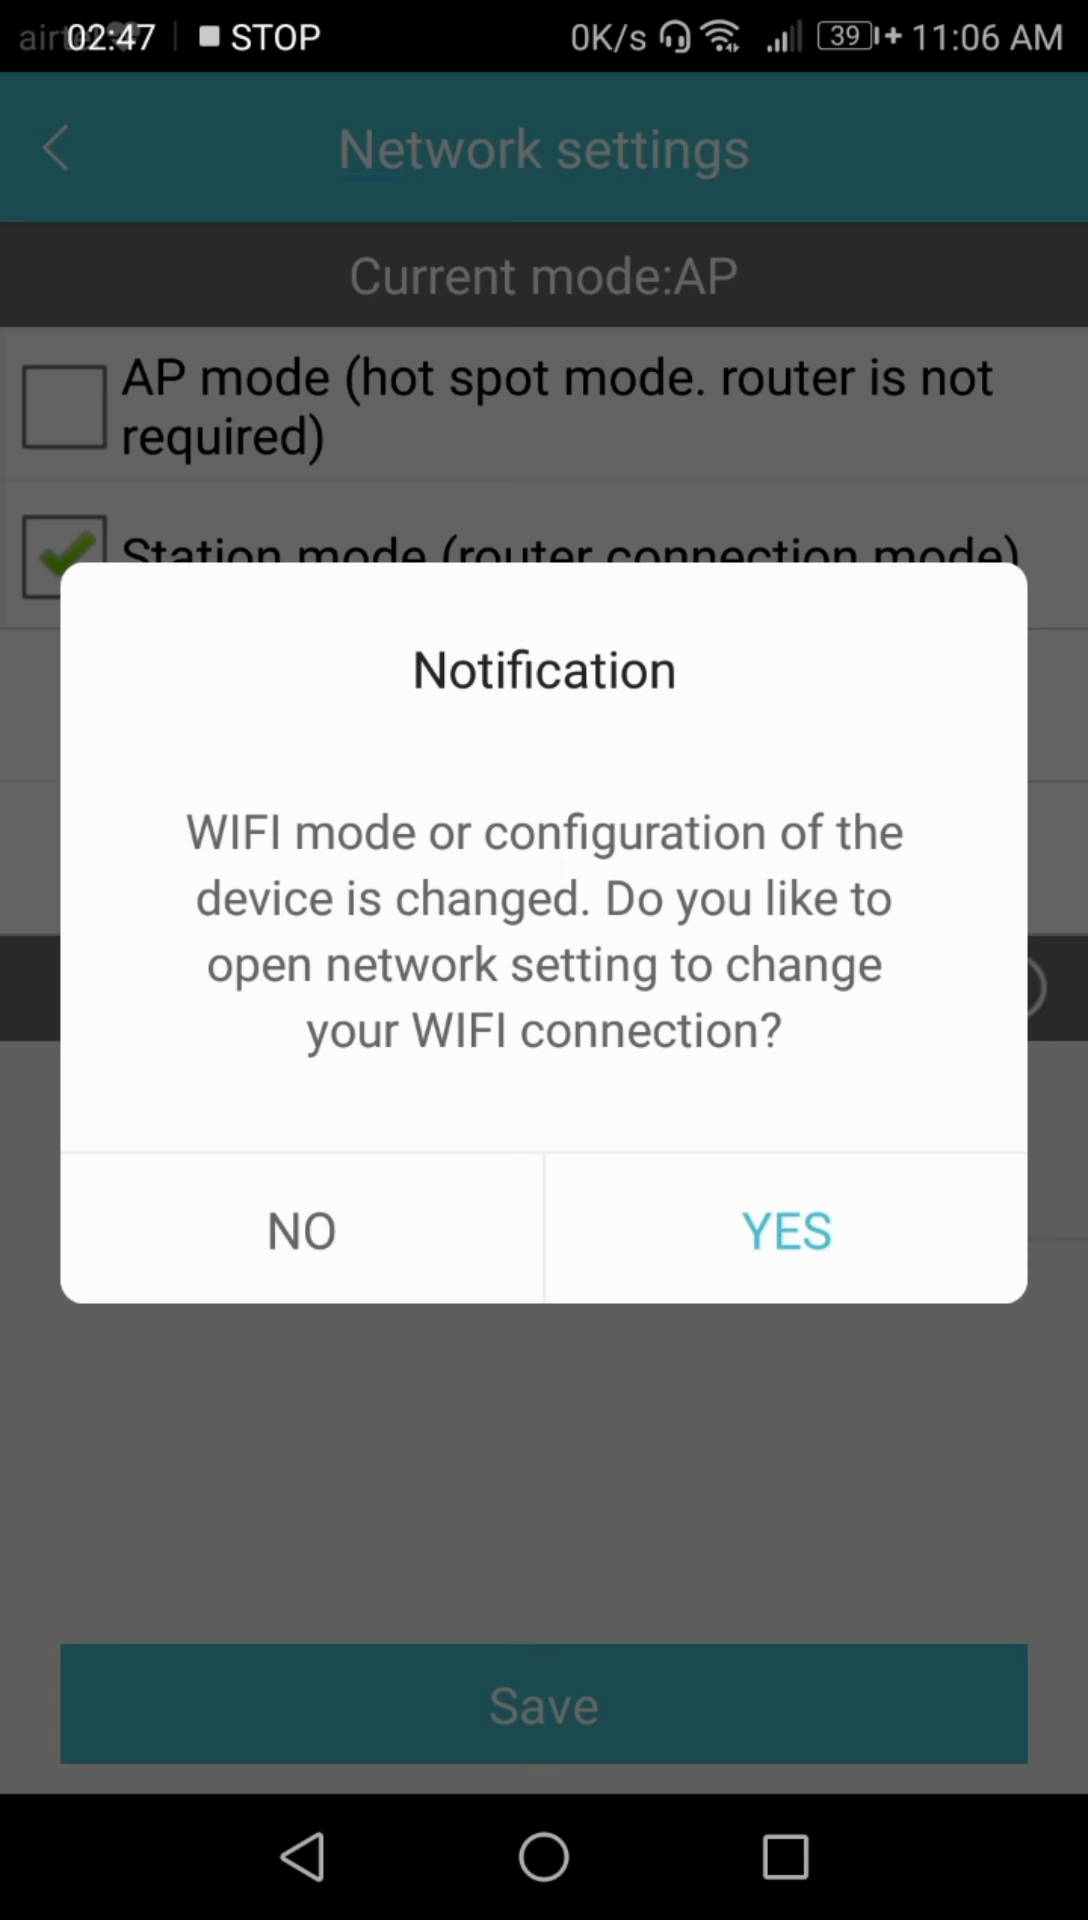 airtel 02:47 STOP 0K/s 39 11:06 AM
Network settings
Current mode:AP
AP mode (hot spot mode. router is not
required)
Station mode (router connection mode)
Notification
WIFI mode or configuration of the
device is changed. Do you like to
open network setting to change
your WIFI connection?
NO YES
Save